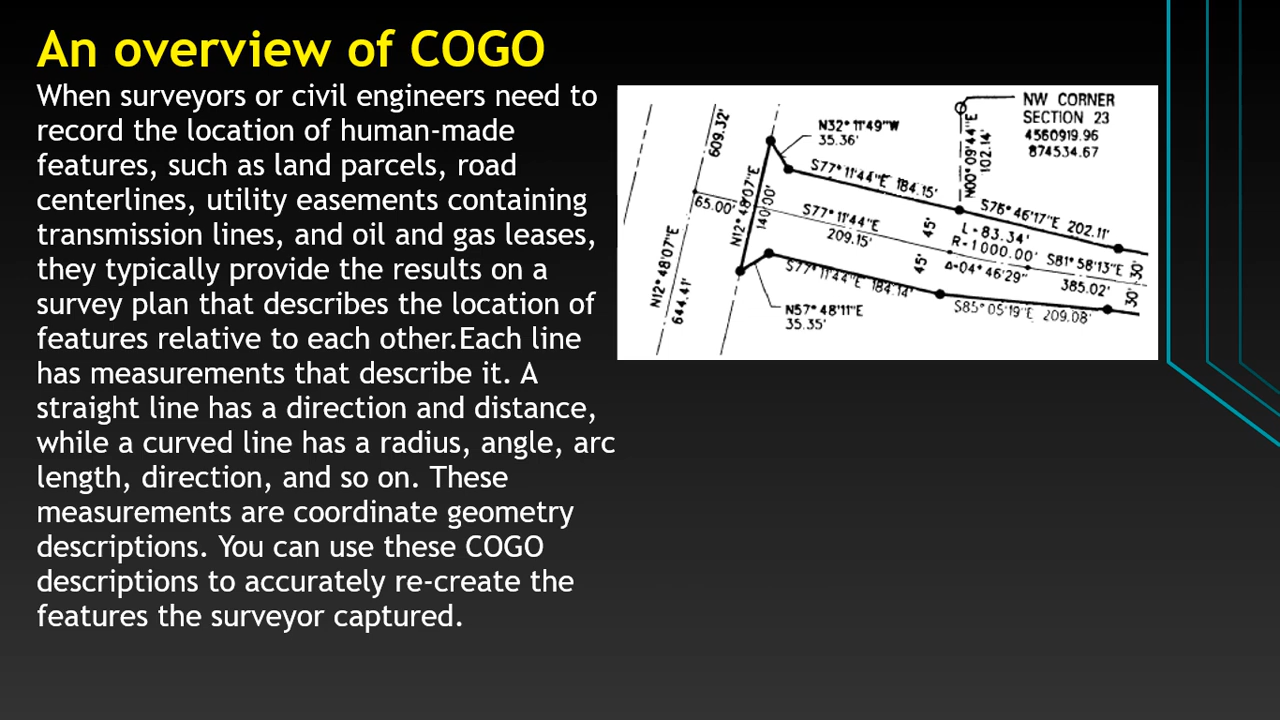 An overview of COGO
When surveyors or civil engineers need to
record the location of human-made
features, such as land parcels, road
centerlines, utility easements containing
transmission lines, and oil and gas leases,
they typically provide the results on a
survey plan that describes the location of
features relative to each other.Each line
has measurements that describe it. A
straight line has a direction and distance,
while a curved line has a radius, angle, arc
length, direction, and so on. These
measurements are coordinate geometry
descriptions. You can use these COGO
descriptions to accurately re-create the
features the surveyor captured.
NW CORNER
SECTION 23
4560919.96
874534.67
N00° 09'44"E
102.14'
N32° 11'49"W
35.36'
609.32'
S77° 11'44"E 184.15'
65.00'
N12° 48'07"E
140.00'
S77° 11'44"E
209.15'
45'
S76° 46'17"E 202.11'
L-83.34'
R-1000.00'
Δ-04° 46'29"
S81° 58'13"E
385.02'
30'
30'
45'
N12° 48'07"E
644.41'
S77° 11'44"E 184.14'
N57° 48'11"E
35.35'
S85° 05'19"E 209.08'